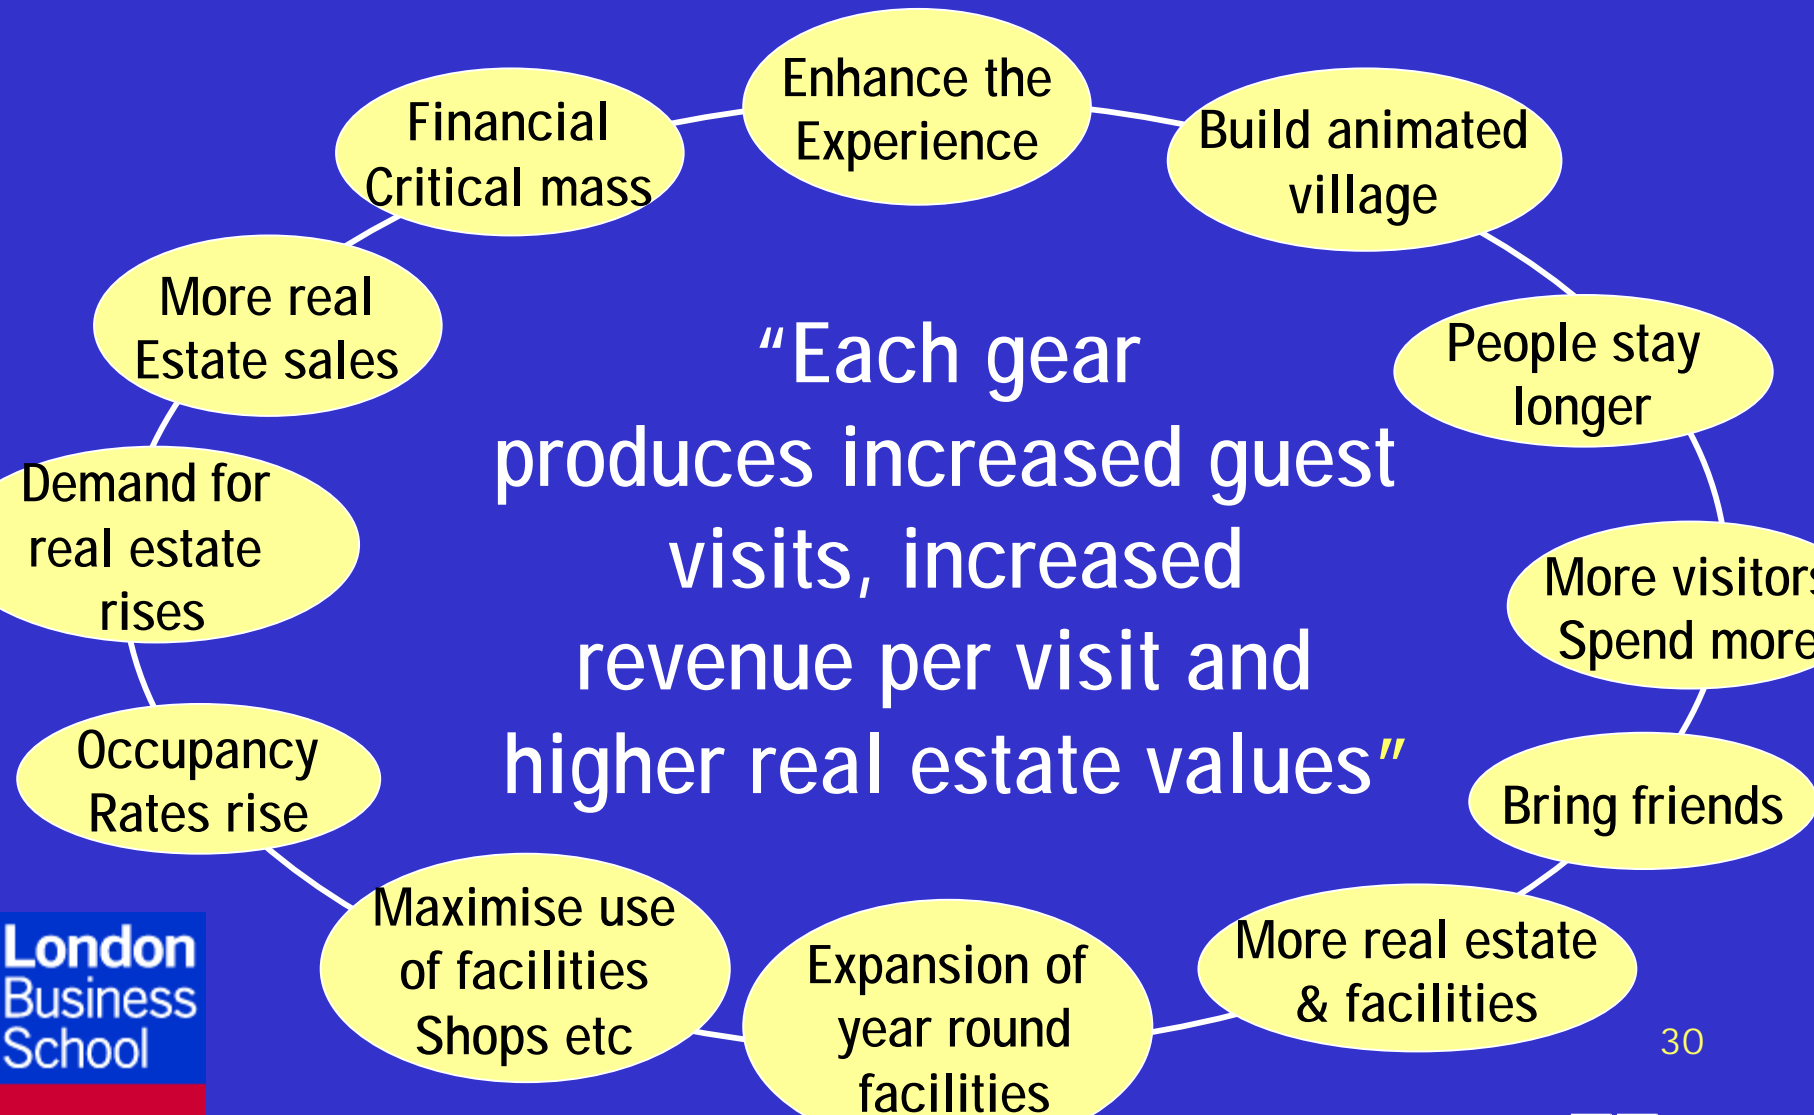 Enhance the
Experience
Build animated
village
People stay
longer
More visitors
Spend more
Bring friends
More real estate
& facilities
Expansion of
year round
facilities
Maximise use
of facilities
Shops etc
Occupancy
Rates rise
Demand for
real estate
rises
More real
Estate sales
Financial
Critical mass
“Each gear
produces increased guest
visits, increased
revenue per visit and
higher real estate values”
London
Business
School
30